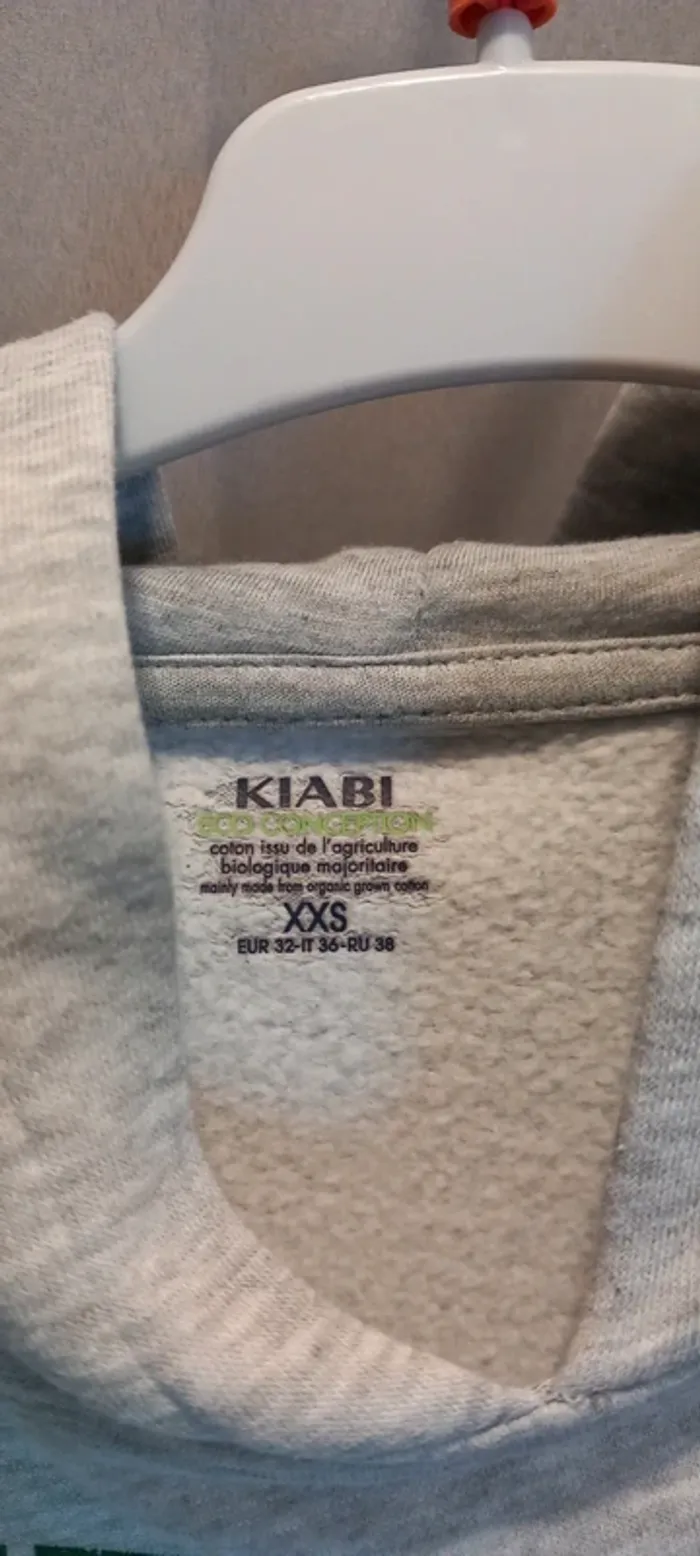 KIABI
ECO CONCEPTION
coton issu de l'agriculture
biologique majoritaire
mainly made from organic grown cotton
XXS
EUR 32-IT 36-RU 38